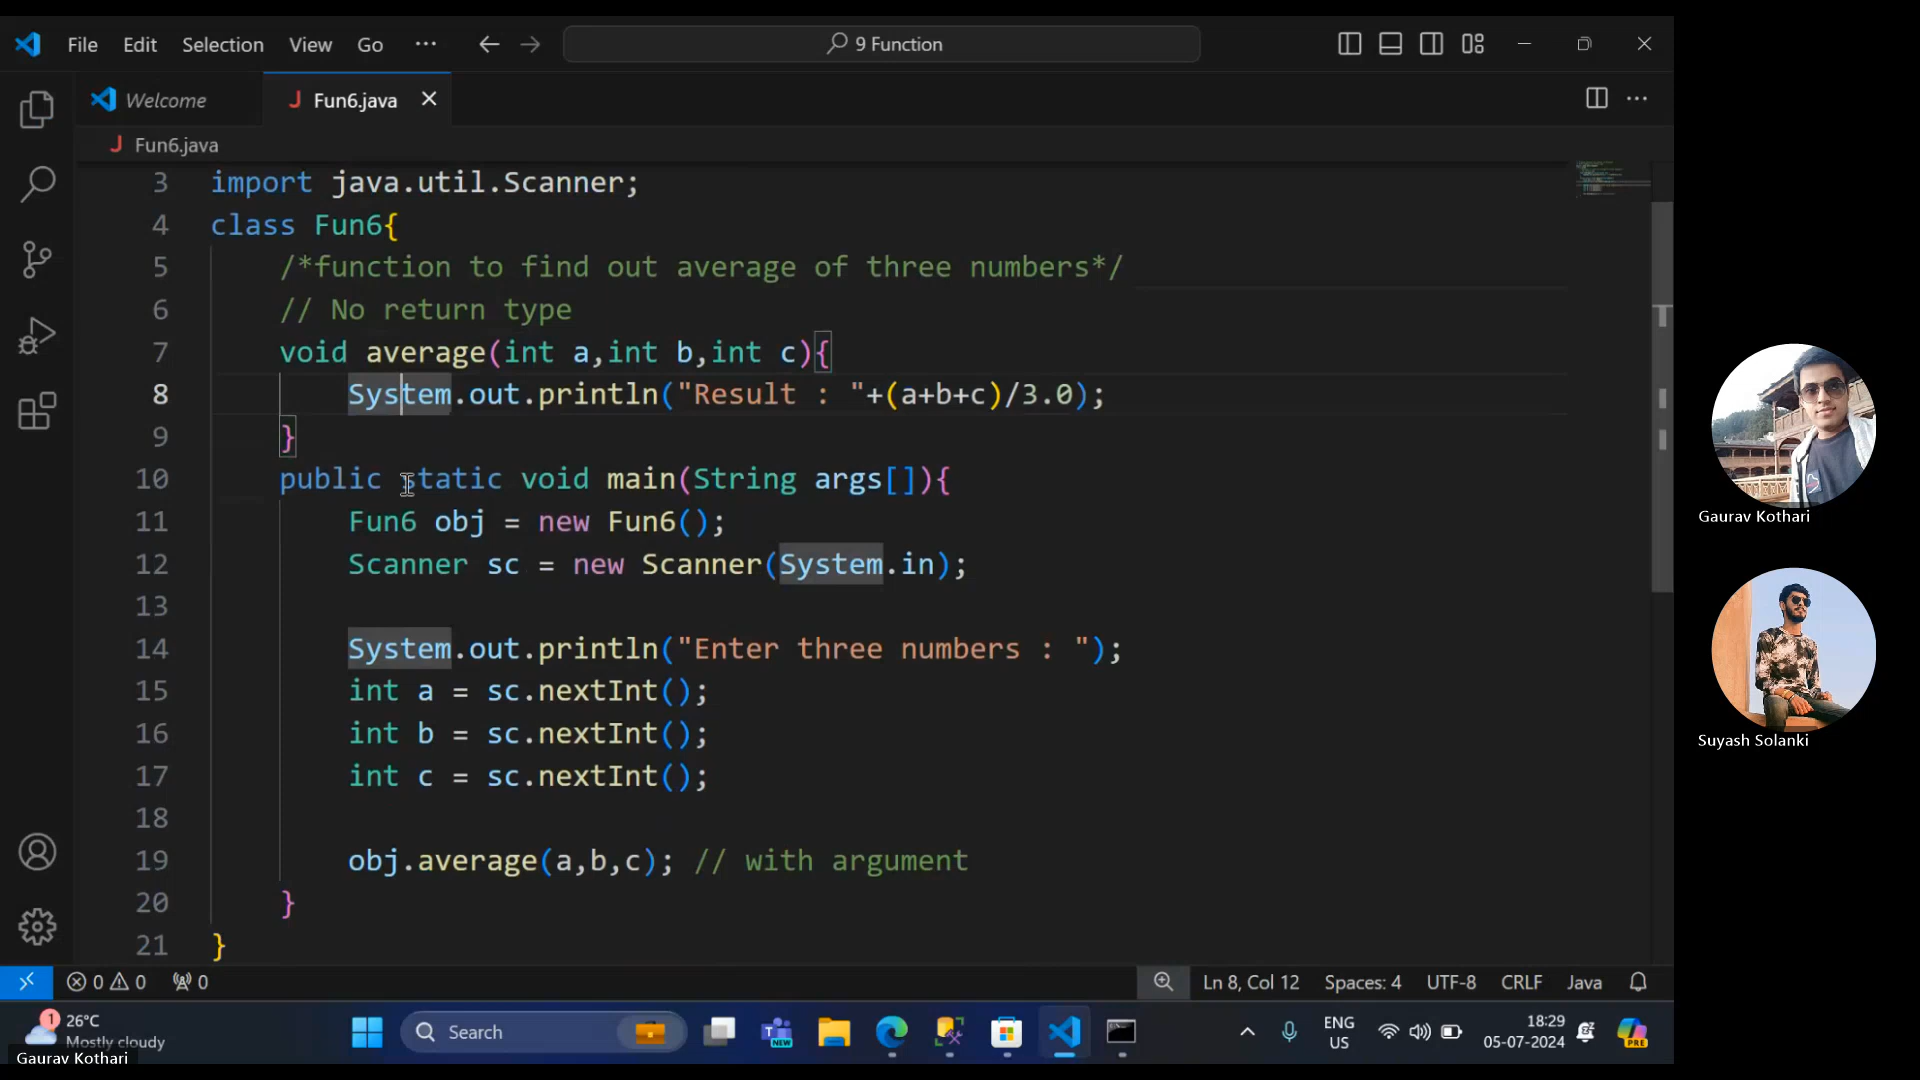 File Edit Selection View Go ··· 9 Function
Welcome Fun6.java
Fun6.java
3 import java.util.Scanner;
4 class Fun6{
5 /*function to find out average of three numbers*/
6 // No return type
7 void average(int a,int b,int c){
8 System.out.println("Result : "+(a+b+c)/3.0);
9 }
10 public static void main(String args[]){
11 Fun6 obj = new Fun6();
12 Scanner sc = new Scanner(System.in);
13
14 System.out.println("Enter three numbers : ");
15 int a = sc.nextInt();
16 int b = sc.nextInt();
17 int c = sc.nextInt();
18
19 obj.average(a,b,c); // with argument
20 }
21 }
Gaurav Kothari
Suyash Solanki
0 0 0 Ln 8, Col 12 Spaces: 4 UTF-8 CRLF Java
1 26°C
Mostly cloudy
Search
NEW
ENG
US
18:29
05-07-2024
PRE
Gaurav Kothari